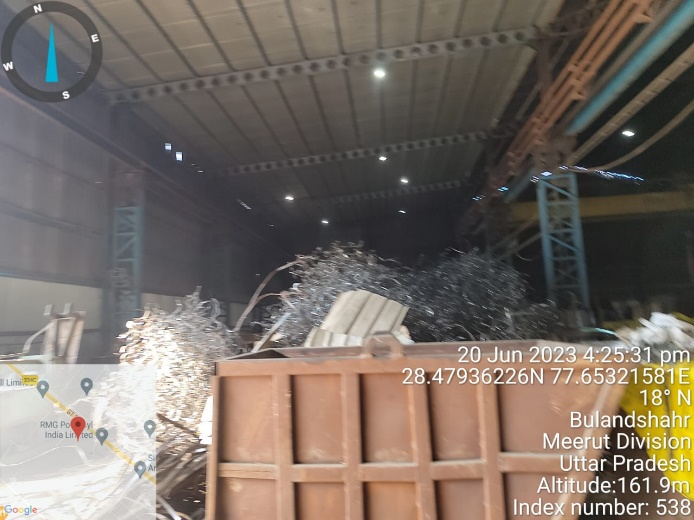 N
E
W
S
20 Jun 2023 4:25:31 pm
28.47936226N 77.65321581E
18° N
Bulandshahr
Meerut Division
Uttar Pradesh
Altitude:161.9m
Index number: 538
RMG Po
India Limited
Google